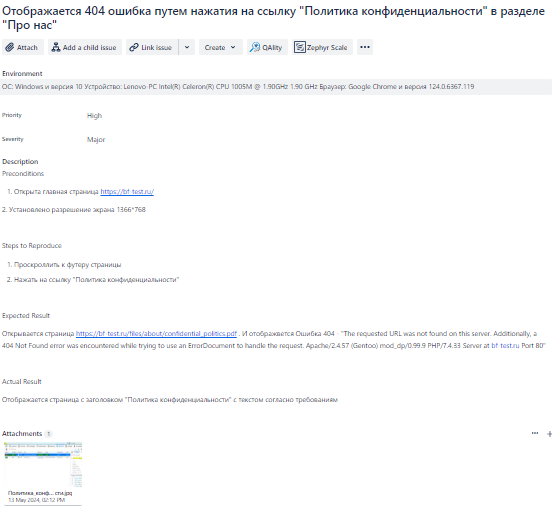 Отображается 404 ошибка путем нажатия на ссылку "Политика конфиденциальности" в разделе
"Про нас"
Attach Add a child issue Link issue Create QAlity Zephyr Scale
Environment
ОС: Windows и версия 10 Устройство: Lenovo-PC Intel(R) Celeron(R) CPU 1005M @ 1.90GHz 1.90 GHz Браузер: Google Chrome и версия 124.0.6367.119
Priority High
Severity Major
Description
Preconditions
1. Открыта главная страница https://bf-test.ru/
2. Установлено разрешение экрана 1366*768
Steps to Reproduce
1. Проскроллить к футеру страницы
2. Нажать на ссылку "Политика конфиденциальности"
Expected Result
Открывается страница https://bf-test.ru/files/about/confidential_politics.pdf . И отображется Ошибка 404 - "The requested URL was not found on this server. Additionally, a
404 Not Found error was encountered while trying to use an ErrorDocument to handle the request. Apache/2.4.57 (Gentoo) mod_dp/0.99.9 PHP/7.4.33 Server at bf-test.ru Port 80"
Actual Result
Отображается страница с заголовком "Политика конфиденциальности" с текстом согласно требованиям
Attachments 1
Политика_конф... сти.jpg
13 May 2024, 02:12 PM